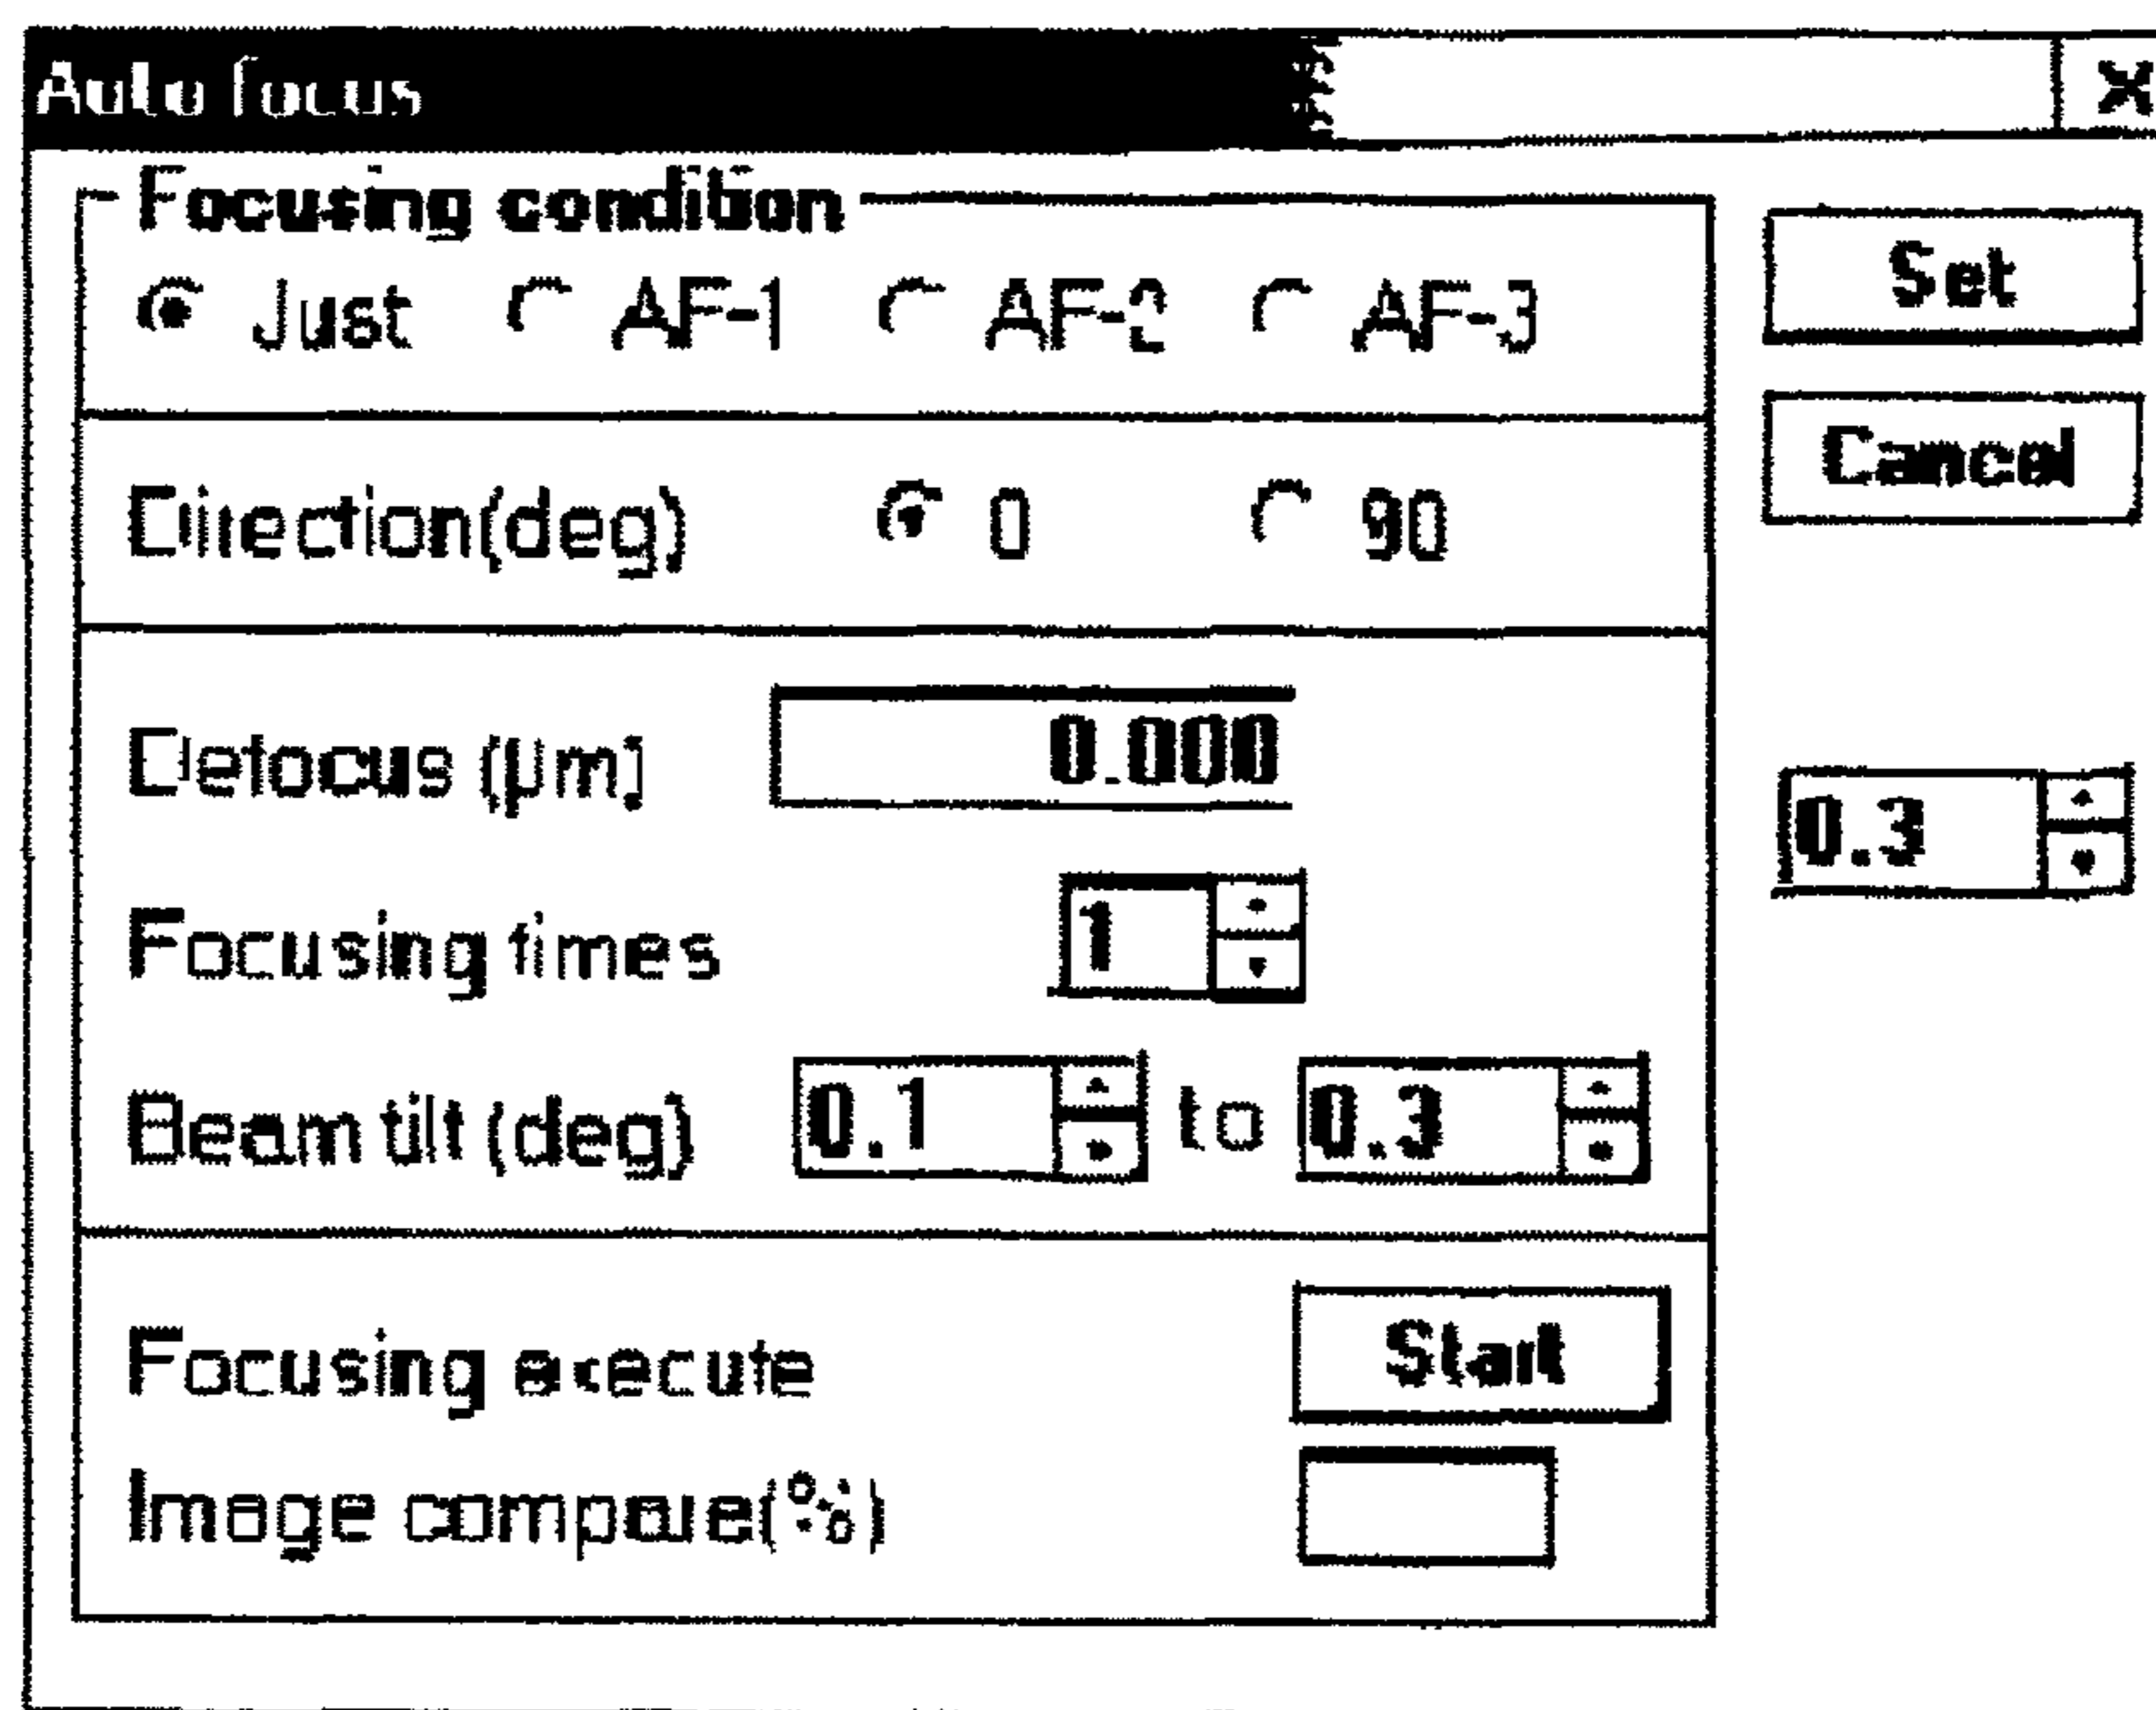 Auto focus
Focusing condition
Just AF-1 AF-2 AF-3
Set
Cancel
Direction(deg) 0 90
Defocus (μm) 0.000
0.3
Focusing times 1
Beam tilt (deg) 0.1 to 0.3
Focusing execute Start
Image compare(%)